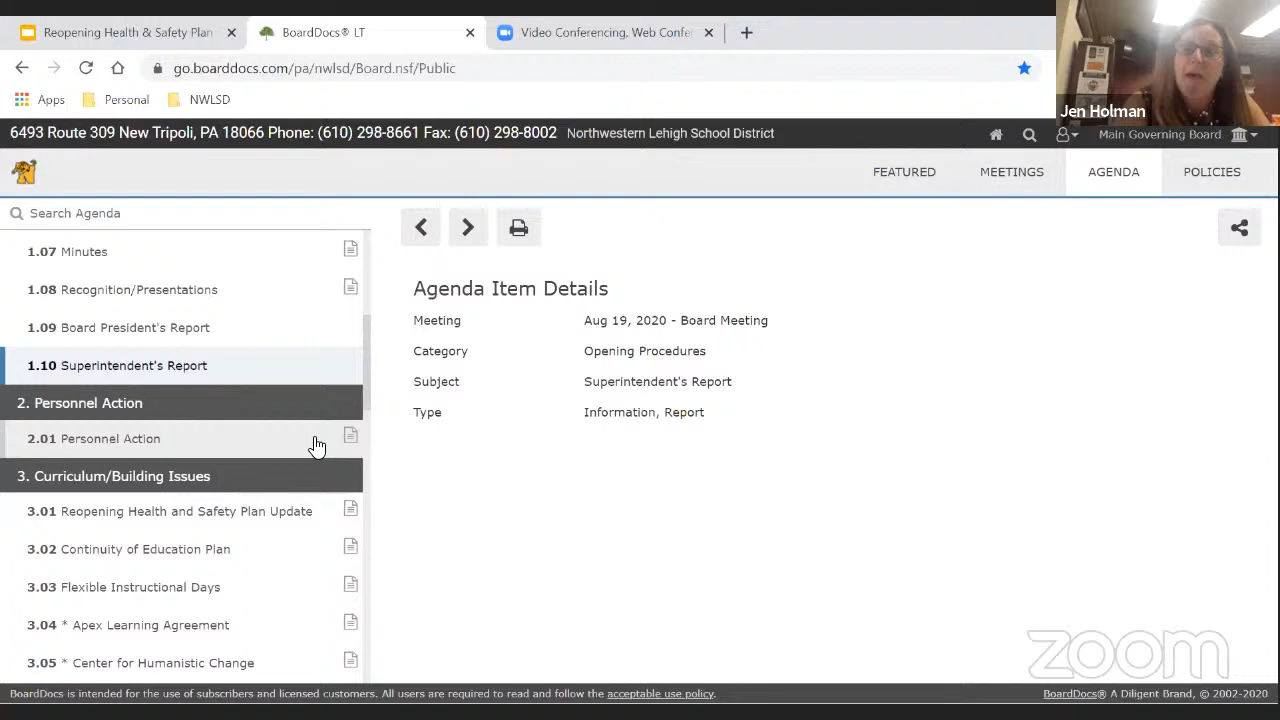 Reopening Health & Safety Plan
BoardDocs® LT
Video Conferencing, Web Confe
go.boarddocs.com/pa/nwlsd/Board.nsf/Public
Apps
Personal
NWLSD
Jen Holman
6493 Route 309 New Tripoli, PA 18066 Phone: (610) 298-8661 Fax: (610) 298-8002 Northwestern Lehigh School District
Main Governing Board
FEATURED
MEETINGS
AGENDA
POLICIES
Search Agenda
1.07 Minutes
1.08 Recognition/Presentations
1.09 Board President's Report
1.10 Superintendent's Report
2. Personnel Action
2.01 Personnel Action
3. Curriculum/Building Issues
3.01 Reopening Health and Safety Plan Update
3.02 Continuity of Education Plan
3.03 Flexible Instructional Days
3.04 * Apex Learning Agreement
3.05 * Center for Humanistic Change
Agenda Item Details
Meeting Aug 19, 2020 - Board Meeting
Category Opening Procedures
Subject Superintendent's Report
Type Information, Report
zoom
BoardDocs is intended for the use of subscribers and licensed customers. All users are required to read and follow the acceptable use policy.
BoardDocs® A Diligent Brand, © 2002-2020